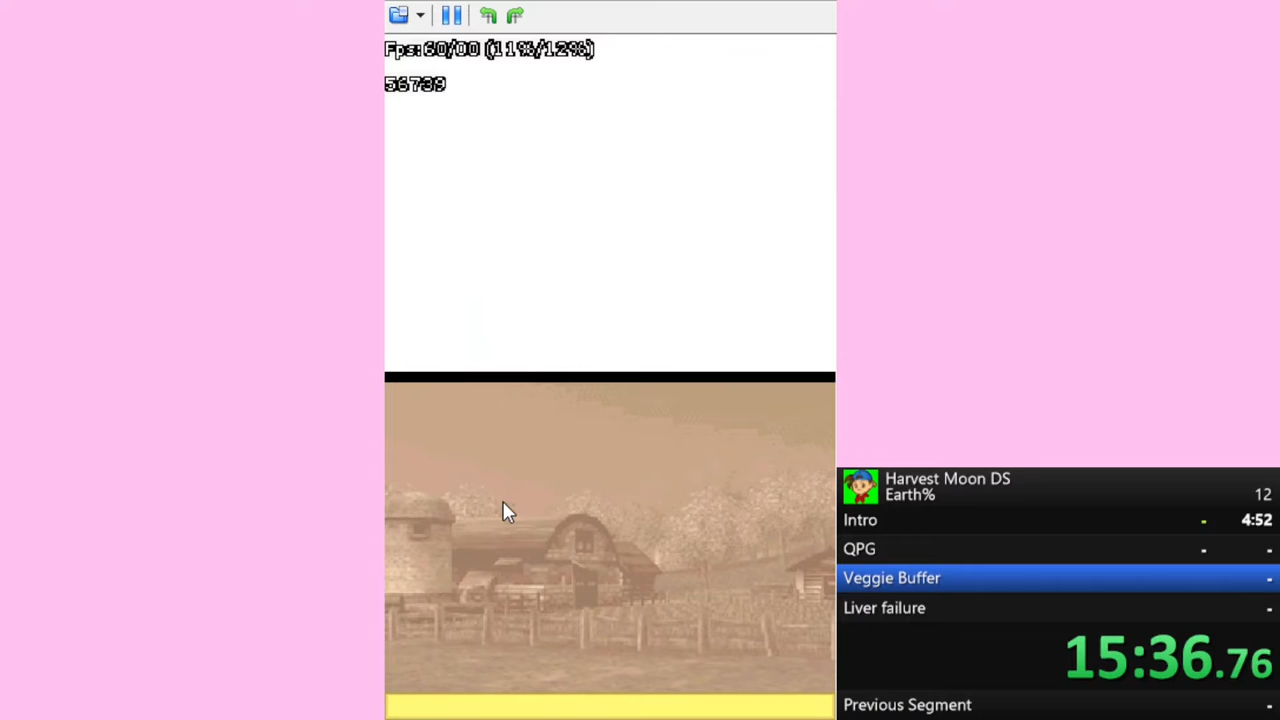 Fps:60/00 (11%/12%)
56739
Harvest Moon DS
Earth% 12
Intro - 4:52
QPG - -
Veggie Buffer -
Liver failure -
15:36.76
Previous Segment -